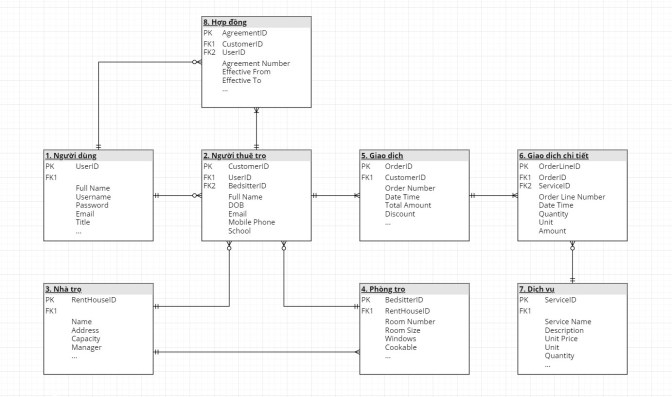 8. Hợp đồng
PK AgreementID
FK1 CustomerID
FK2 UserID
Agreement Number
Effective From
Effective To
...
1. Người dùng
PK UserID
FK1
Full Name
Username
Password
Email
Title
...
2. Người thuê trọ
PK CustomerID
FK1 UserID
FK2 BedsitterID
Full Name
DOB
Email
Mobile Phone
School
5. Giao dịch
PK OrderID
FK1 CustomerID
Order Number
Date Time
Total Amount
Discount
...
6. Giao dịch chi tiết
PK OrderLineID
FK1 OrderID
FK2 ServiceID
Order Line Number
Date Time
Quantity
Unit
Amount
3. Nhà trọ
PK RentHouseID
FK1
Name
Address
Capacity
Manager
...
4. Phòng trọ
PK BedsitterID
FK1 RentHouseID
Room Number
Room Size
Windows
Cookable
...
7. Dịch vụ
PK ServiceID
FK1
Service Name
Description
Unit Price
Unit
Quantity
...